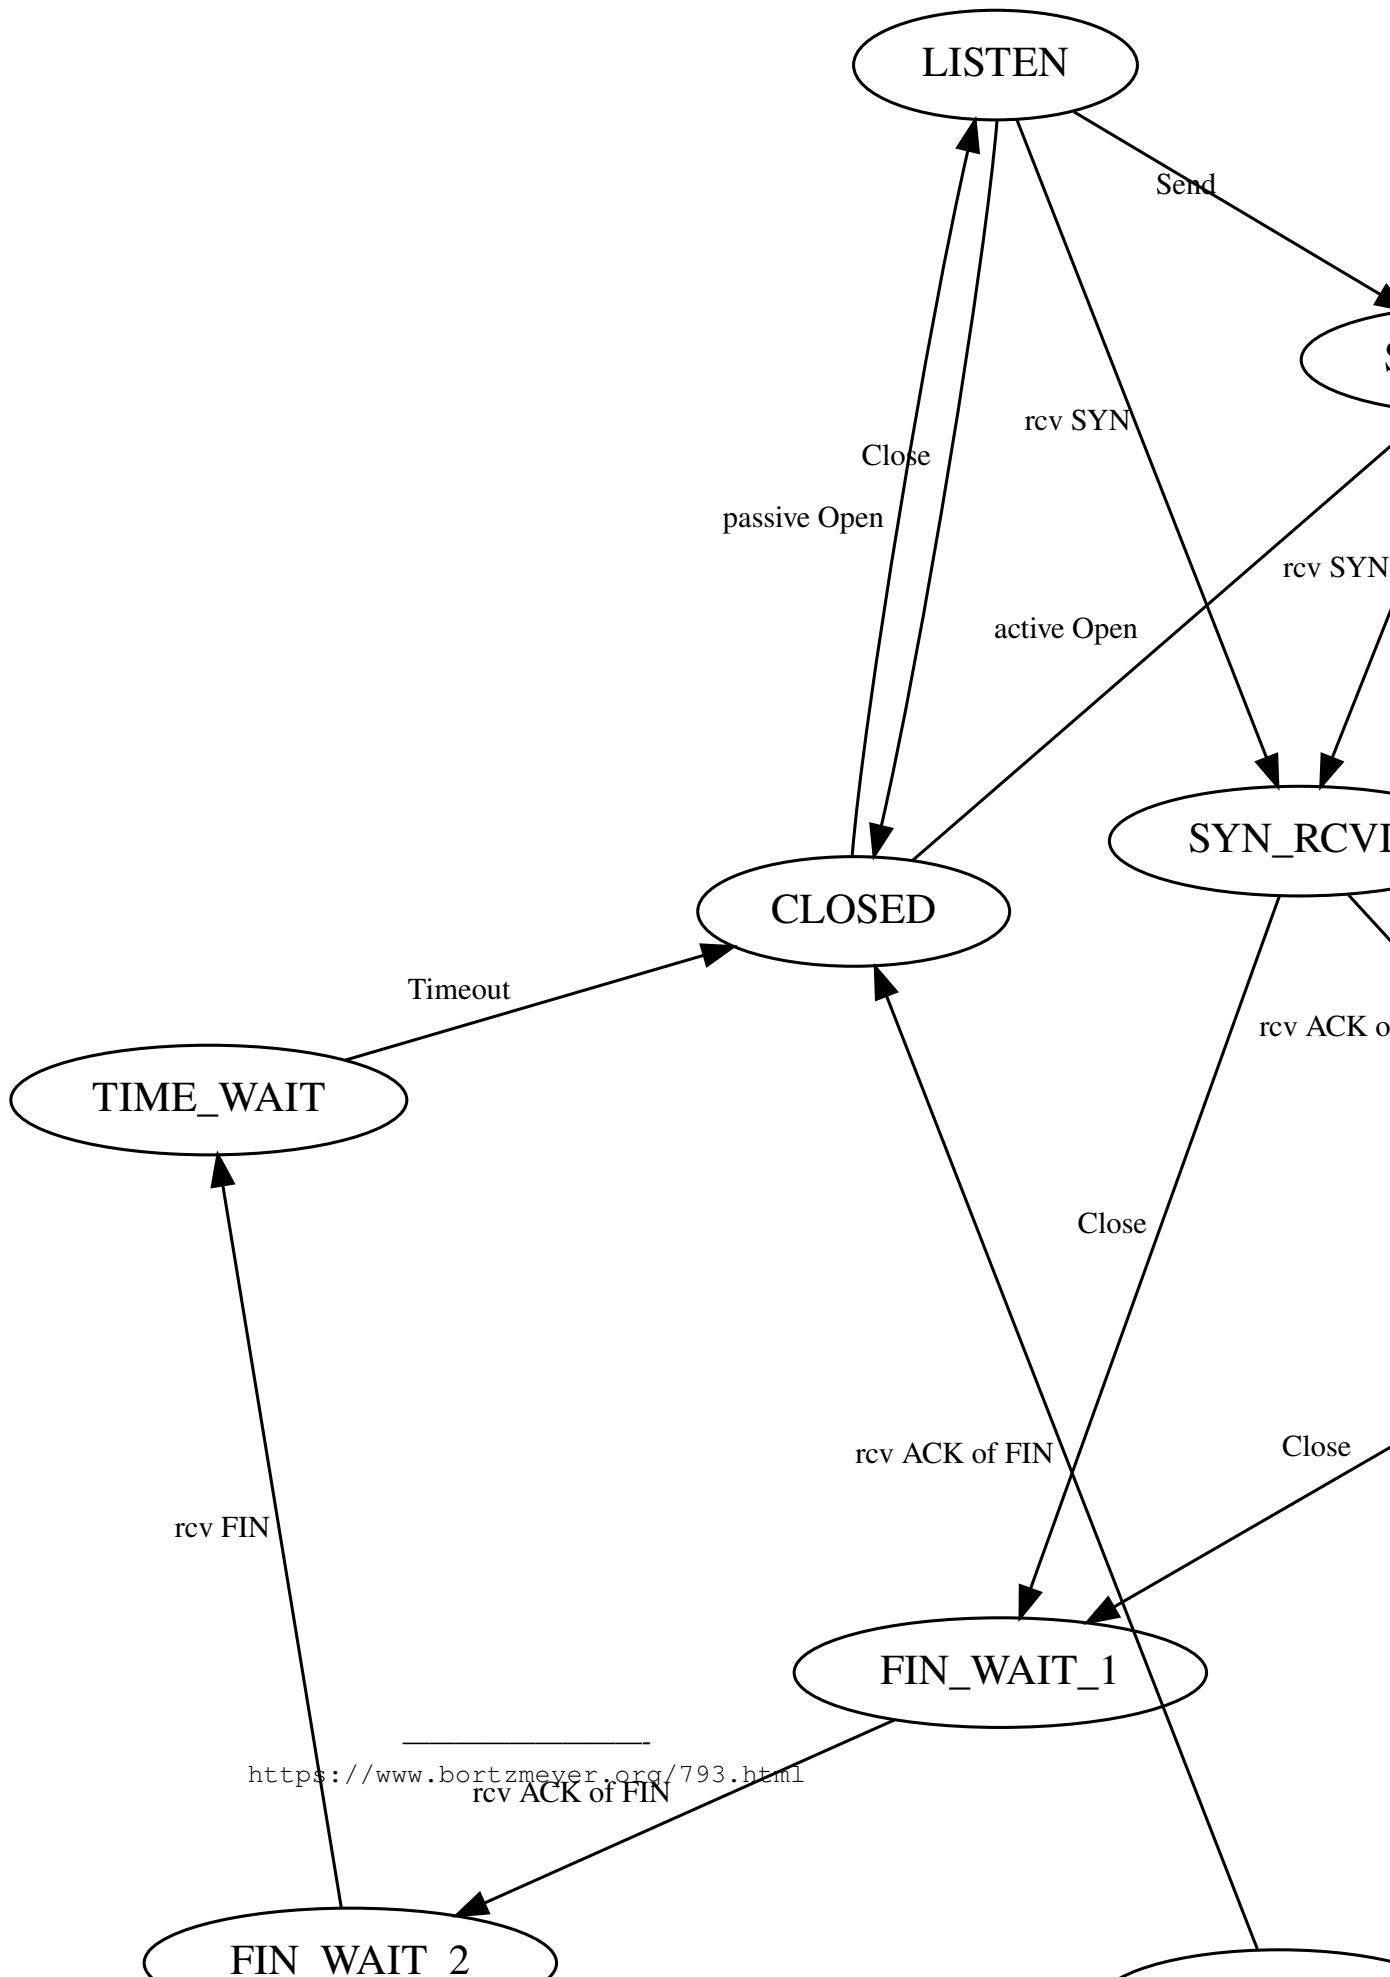 LISTEN
Send
S
rcv SYN
Close
passive Open
rcv SYN
active Open
SYN_RCVD
CLOSED
Timeout
rcv ACK o
TIME_WAIT
Close
Close
rcv ACK of FIN
rcv FIN
FIN_WAIT_1
https://www.bortzmeyer.org/793.html
rcv ACK of FIN
FIN_WAIT_2